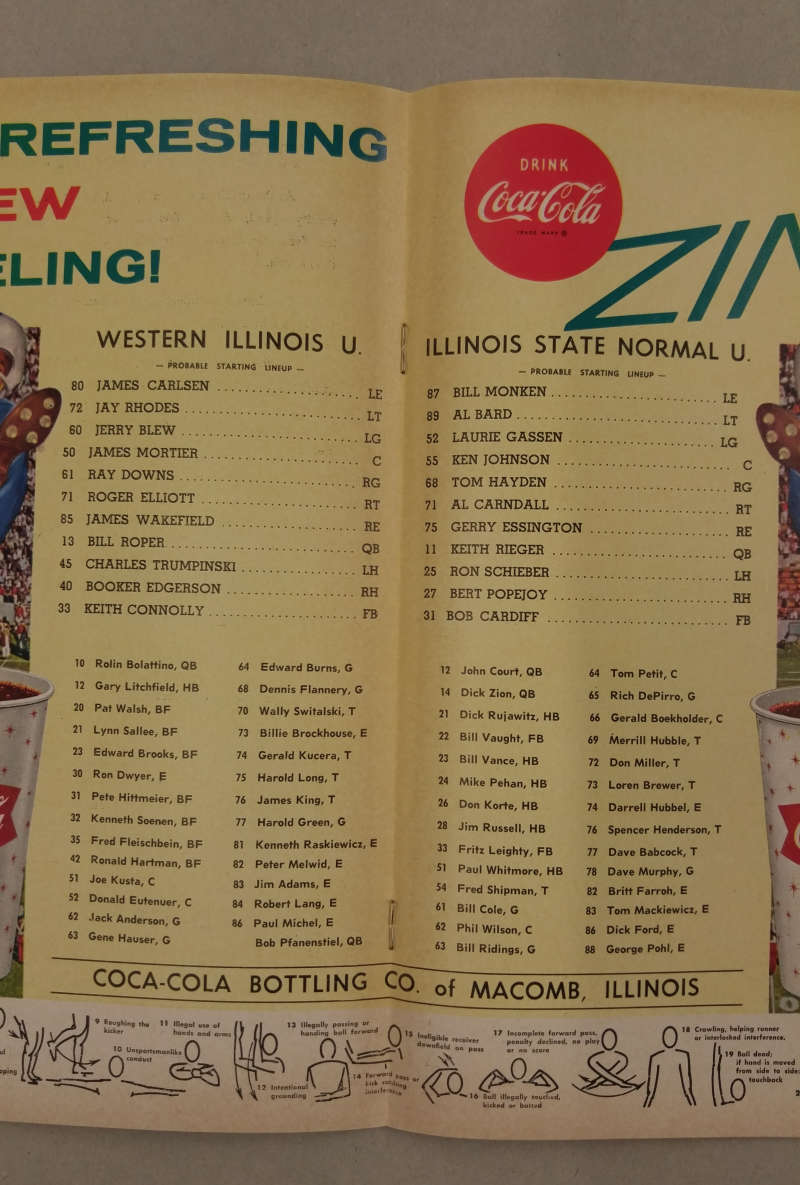 REFRESHING
EW
ELING!
DRINK
Coca-Cola
TRADE MARK ®
ZIN
WESTERN ILLINOIS U.
— PROBABLE STARTING LINEUP —
80 JAMES CARLSEN LE
72 JAY RHODES LT
60 JERRY BLEW LG
50 JAMES MORTIER C
61 RAY DOWNS RG
71 ROGER ELLIOTT RT
85 JAMES WAKEFIELD RE
13 BILL ROPER QB
45 CHARLES TRUMPINSKI LH
40 BOOKER EDGERSON RH
33 KEITH CONNOLLY FB
10 Rolin Bolattino, QB
12 Gary Litchfield, HB
20 Pat Walsh, BF
21 Lynn Sallee, BF
23 Edward Brooks, BF
30 Ron Dwyer, E
31 Pete Hittmeier, BF
32 Kenneth Soenen, BF
35 Fred Fleischbein, BF
42 Ronald Hartman, BF
51 Joe Kusta, C
52 Donald Eutenuer, C
62 Jack Anderson, G
63 Gene Hauser, G
64 Edward Burns, G
68 Dennis Flannery, G
70 Wally Switalski, T
73 Billie Brockhouse, E
74 Gerald Kucera, T
75 Harold Long, T
76 James King, T
77 Harold Green, G
81 Kenneth Raskiewicz, E
82 Peter Melwid, E
83 Jim Adams, E
84 Robert Lang, E
86 Paul Michel, E
Bob Pfanenstiel, QB
ILLINOIS STATE NORMAL U.
— PROBABLE STARTING LINEUP —
87 BILL MONKEN LE
89 AL BARD LT
52 LAURIE GASSEN LG
55 KEN JOHNSON C
68 TOM HAYDEN RG
71 AL CARNDALL RT
75 GERRY ESSINGTON RE
11 KEITH RIEGER QB
25 RON SCHIEBER LH
27 BERT POPEJOY RH
31 BOB CARDIFF FB
12 John Court, QB
14 Dick Zion, QB
21 Dick Rujawitz, HB
22 Bill Vaught, FB
23 Bill Vance, HB
24 Mike Pehan, HB
26 Don Korte, HB
28 Jim Russell, HB
33 Fritz Leighty, FB
51 Paul Whitmore, HB
54 Fred Shipman, T
61 Bill Cole, G
62 Phil Wilson, C
63 Bill Ridings, G
64 Tom Petit, C
65 Rich DePirro, G
66 Gerald Boekholder, C
69 Merrill Hubble, T
72 Don Miller, T
73 Loren Brewer, T
74 Darrell Hubbel, E
76 Spencer Henderson, T
77 Dave Babcock, T
78 Dave Murphy, G
82 Britt Farroh, E
83 Tom Mackiewicz, E
86 Dick Ford, E
88 George Pohl, E
COCA-COLA BOTTLING CO. of MACOMB, ILLINOIS
9 Roughing the
kicker
10 Unsportsmanlike
conduct
11 Illegal use of
hands and arms
12 Intentional
grounding
13 Illegally passing or
handing ball forward
14 Forward pass or
kick catching
interference
15 Ineligible receiver
downfield on pass
16 Ball illegally touched,
kicked or batted
17 Incomplete forward pass,
penalty declined, no play
or no score
18 Crawling, helping runner
or interlocked interference.
19 Ball dead;
if hand is moved
from side to side:
touchback